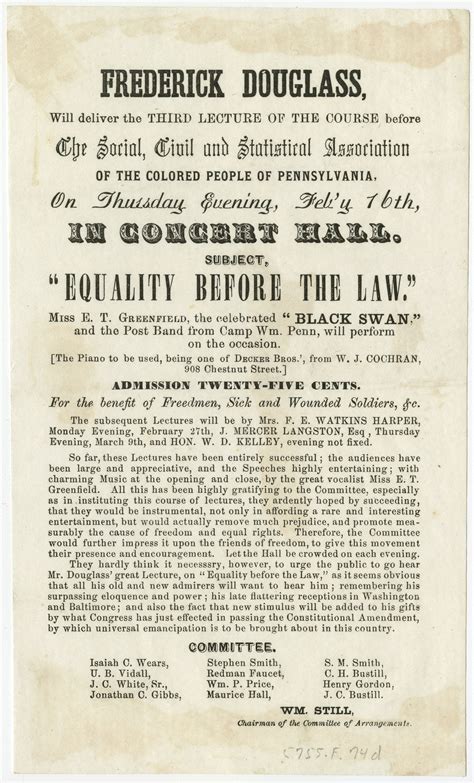 FREDERICK DOUGLASS,
Will deliver the THIRD LECTURE OF THE COURSE before
The Social, Civil and Statistical Association
OF THE COLORED PEOPLE OF PENNSYLVANIA,
On Thusday Evening, Feb'y 16th,
IN CONCERT HALL.
SUBJECT,
"EQUALITY BEFORE THE LAW."
MISS E. T. GREENFIELD, the celebrated "BLACK SWAN,"
and the Post Band from Camp Wm. Penn, will perform
on the occasion.
[The Piano to be used, being one of DECKER BROS.', from W. J. COCHRAN,
908 Chestnut Street.]
ADMISSION TWENTY-FIVE CENTS.
For the benefit of Freedmen, Sick and Wounded Soldiers, &c.
The subsequent Lectures will be by MRS. F. E. WATKINS HARPER,
Monday Evening, February 27th, J. MERCER LANGSTON, Esq., Thursday
Evening, March 9th, and HON. W. D. KELLEY, evening not fixed.
So far, these Lectures have been entirely successful; the audiences have
been large and appreciative, and the Speeches highly entertaining; with
charming Music at the opening and close, by the great vocalist Miss E. T.
Greenfield. All this has been highly gratifying to the Committee, especially
as in instituting this course of lectures, they ardently hoped by succeeding,
that they would be instrumental, not only in affording a rare and interesting
entertainment, but would actually remove much prejudice, and promote mea-
surably the cause of freedom and equal rights. Therefore, the Committee
would further impress it upon the friends of freedom, to give this movement
their presence and encouragement. Let the Hall be crowded on each evening.
They hardly think it necesssry, however, to urge the public to go hear
Mr. Douglass' great Lecture, on "Equality before the Law," as it seems obvious
that all his old and new admirers will want to hear him; remembering his
surpassing eloquence and power; his late flattering receptions in Washington
and Baltimore; and also the fact that new stimulus will be added to his gifts
by what Congress has just effected in passing the Constitutional Amendment,
by which universal emancipation is to be brought about in this country.
COMMITTEE.
Isaiah C. Wears, Stephen Smith, S. M. Smith,
U. B. Vidall, Redman Faucet, C. H. Bustill,
J. C. White, Sr., Wm. P. Price, Henry Gordon,
Jonathan C. Gibbs, Maurice Hall, J. C. Bustill.
WM. STILL,
Chairman of the Committee of Arrangements.
5755.F.74d